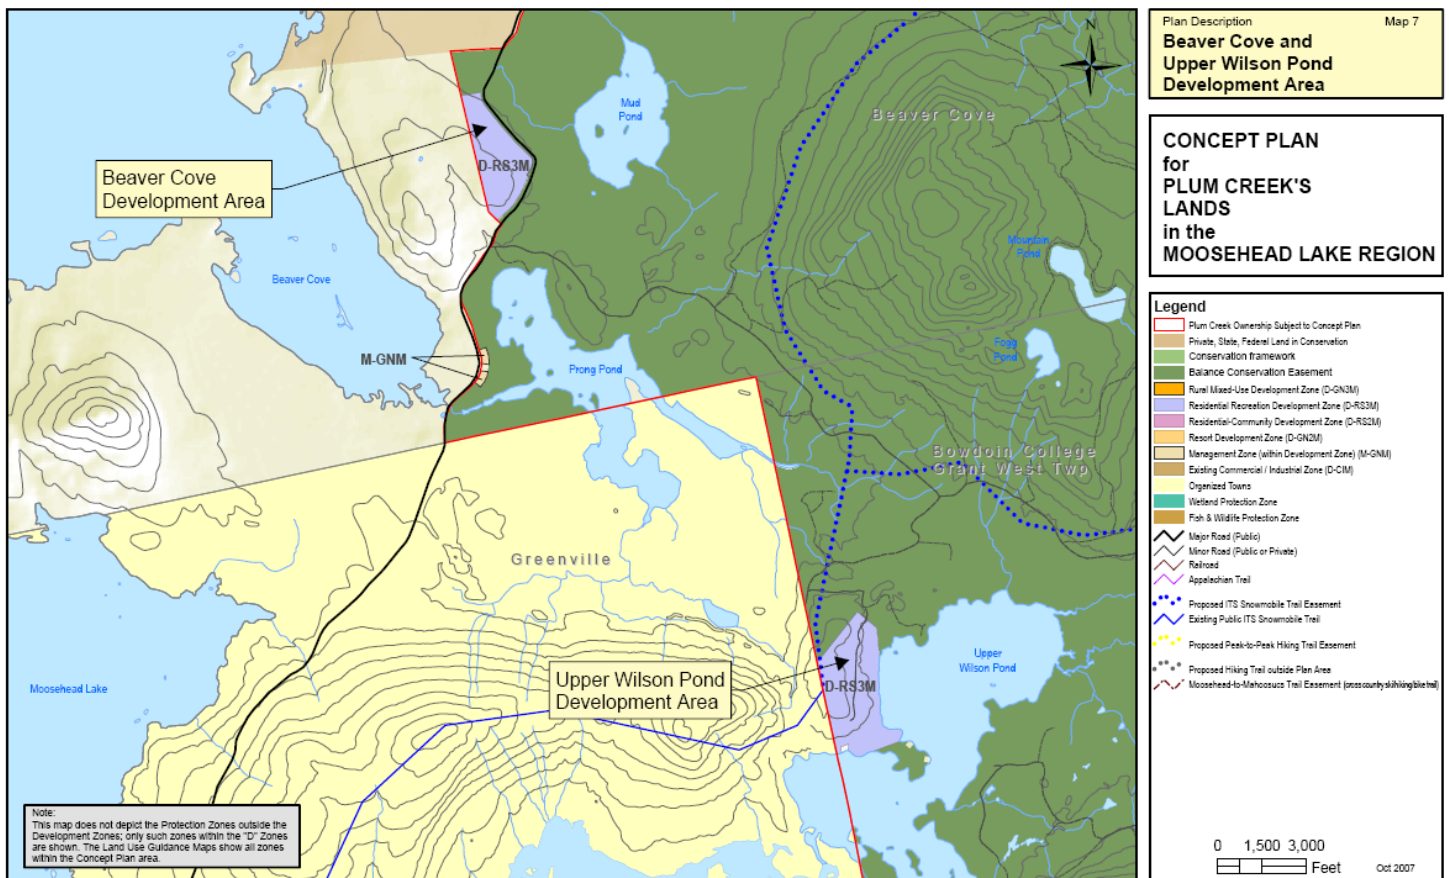 Plan Description Map 7
Beaver Cove and
Upper Wilson Pond
Development Area
CONCEPT PLAN
for
PLUM CREEK'S
LANDS
in the
MOOSEHEAD LAKE REGION
Legend
Plum Creek Ownership Subject to Concept Plan
Private, State, Federal Land in Conservation
Conservation framework
Balance Conservation Easement
Rural Mixed-Use Development Zone (D-GN3M)
Residential Recreation Development Zone (D-RS3M)
Residential-Community Development Zone (D-RS2M)
Resort Development Zone (D-GN2M)
Management Zone (within Development Zone) (M-GNM)
Existing Commercial / Industrial Zone (D-CIM)
Organized Towns
Wetland Protection Zone
Fish & Wildlife Protection Zone
Major Road (Public)
Minor Road (Public or Private)
Railroad
Appalachian Trail
Proposed ITS Snowmobile Trail Easement
Existing Public ITS Snowmobile Trail
Proposed Peak-to-Peak Hiking Trail Easement
Proposed Hiking Trail outside Plan Area
Moosehead-to-Mahoosucs Trail Easement (crosscountryski/hiking/biketrail)
0 1,500 3,000
Feet
Oct 2007
N
Mud
Pond
Beaver Cove
D-RS3M
Beaver Cove
Development Area
Mountain
Pond
Beaver Cove
Fogg
Pond
M-GNM
Prong Pond
Bowdoin College
Grant West Twp
Greenville
Upper
Wilson Pond
Upper Wilson Pond
Development Area
D-RS3M
Moosehead Lake
Note:
This map does not depict the Protection Zones outside the
Development Zones; only such zones within the "D" Zones
are shown. The Land Use Guidance Maps show all zones
within the Concept Plan area.